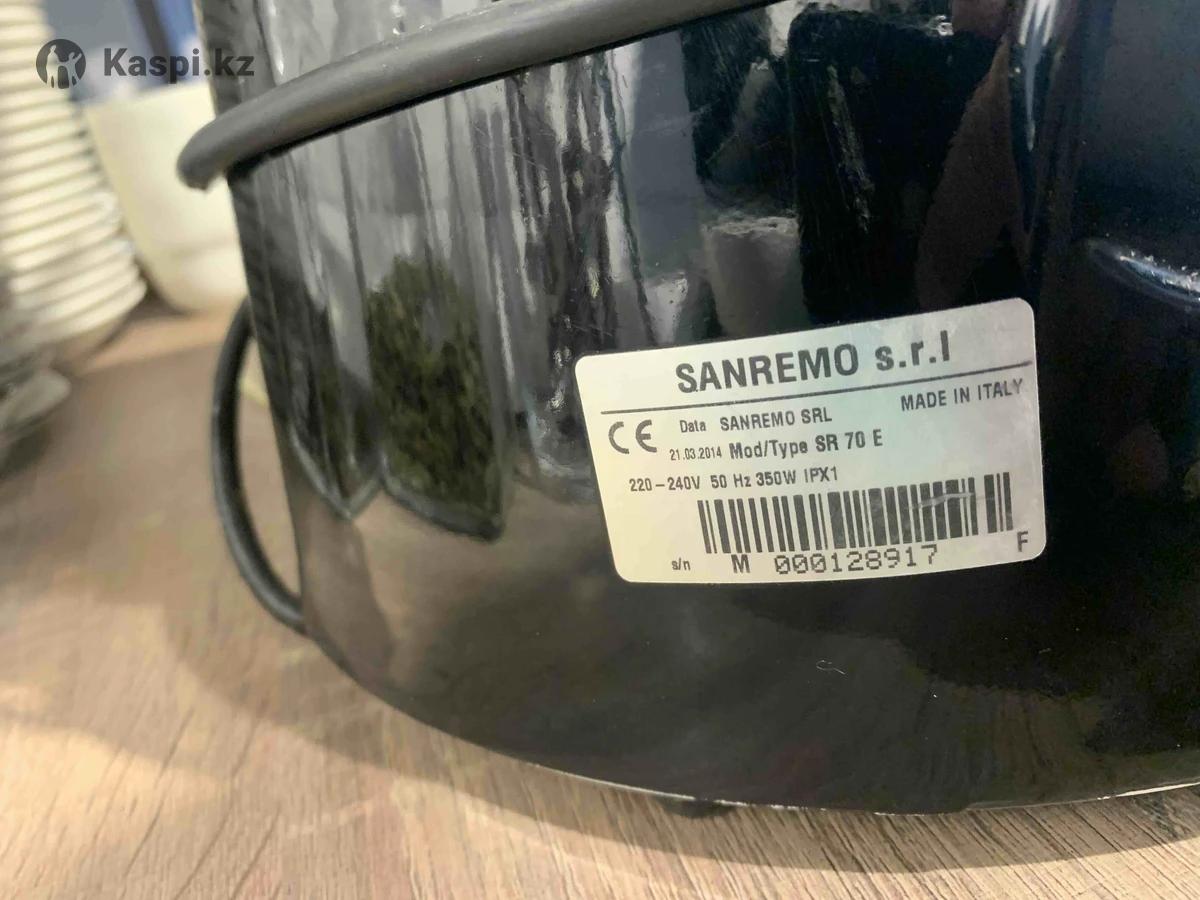 Kaspi.kz
SANREMO s.r.l
MADE IN ITALY
CE Data SANREMO SRL
21.03.2014 Mod/Type SR 70 E
220-240V 50 Hz 350W IPX1
s/n M 000128917 F